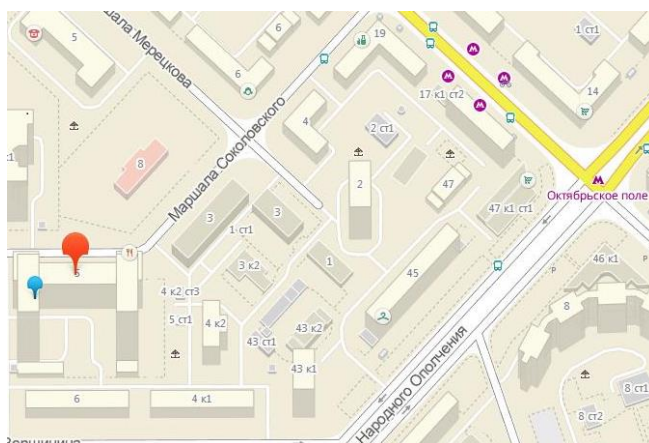 5
6
19
1 ст1
Маршала Мерецкова
6
17 к1 ст2
14
4
2 ст1
8
Маршала Соколовского
2
47
Октябрьское поле
3
3
47 к1 ст1
1 ст1
3 к2
1
45
46 к1
5
4 к2 ст3
8
5 ст1
4 к2
43 ст1
43 к2
43 к1
Народного Ополчения
8 ст1
6
4 к1
8 ст2